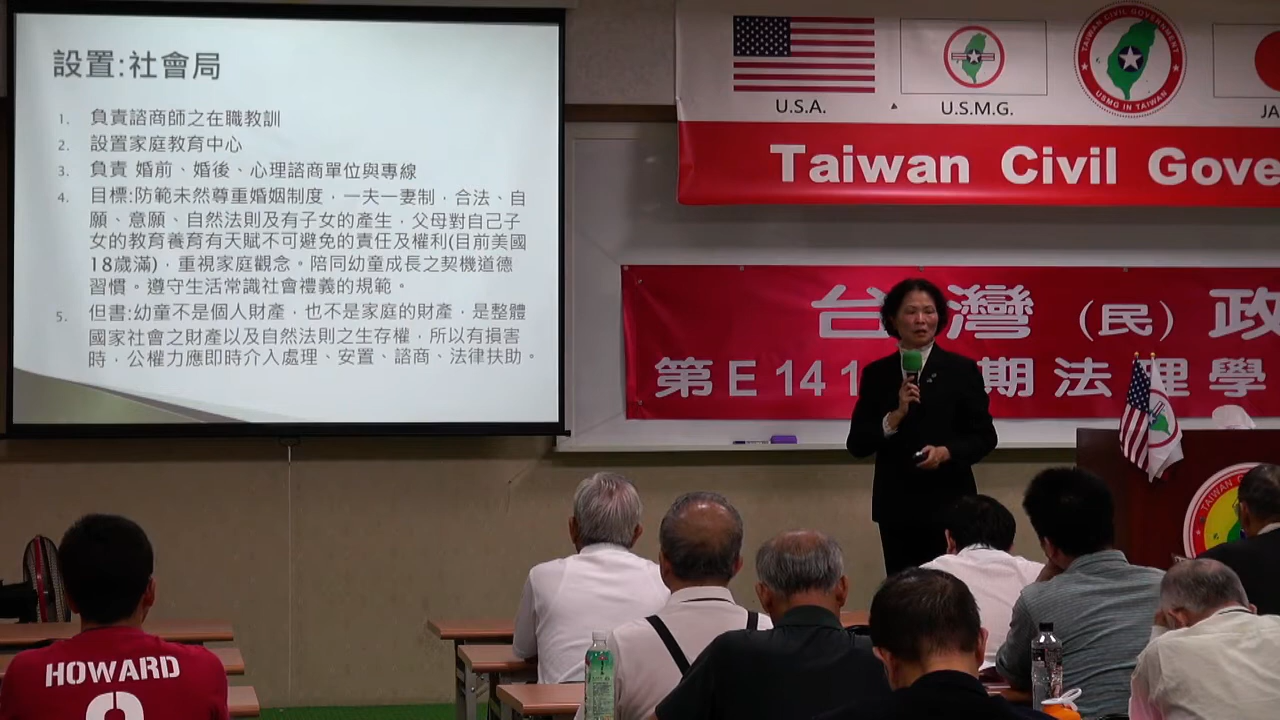 設置:社會局
1. 負責諮商師之在職教訓
2. 設置家庭教育中心
3. 負責 婚前、婚後、心理諮商單位與專線
4. 目標:防範未然尊重婚姻制度，一夫一妻制，合法、自
願、意願、自然法則及有子女的產生，父母對自己子
女的教育養育有天賦不可避免的責任及權利(目前美國
18歲滿)，重視家庭觀念。陪同幼童成長之契機道德
習慣。遵守生活常識社會禮義的規範。
5. 但書:幼童不是個人財產，也不是家庭的財產，是整體
國家社會之財產以及自然法則之生存權，所以有損害
時，公權力應即時介入處理、安置、諮商、法律扶助。
U.S.A.
U.S.M.G.
TAIWAN CIVIL GOVERNMENT
USMG IN TAIWAN
JA
Taiwan Civil Gove
台灣(民)政
第E141 期法理學
TAIWAN
HOWARD